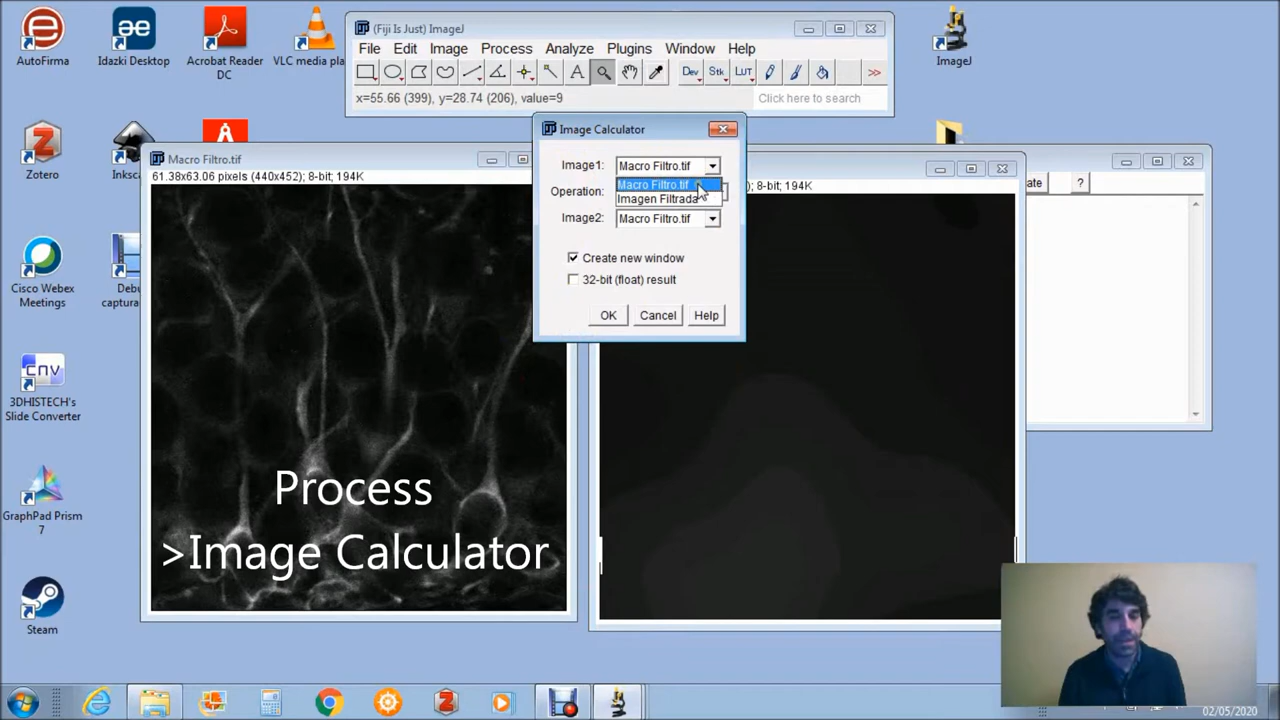 AutoFirma
Idazki Desktop
Acrobat Reader
DC
VLC media pla
(Fiji Is Just) ImageJ
File Edit Image Process Analyze Plugins Window Help
Dev Stk LUT >>
x=55.66 (399), y=28.74 (206), value=9
Click here to search
ImageJ
Zotero
Inksc
Cisco Webex
Meetings
Debu
captura
3DHISTECH's
Slide Converter
GraphPad Prism
7
Steam
Macro Filtro.tif
61.38x63.06 pixels (440x452); 8-bit; 194K
Image Calculator
Image1: Macro Filtro.tif
Macro Filtro.tif
Operation:
Imagen Filtrada
Image2: Macro Filtro.tif
Create new window
32-bit (float) result
OK Cancel Help
); 8-bit; 194K
ate ?
Process
>Image Calculator
02/05/2020